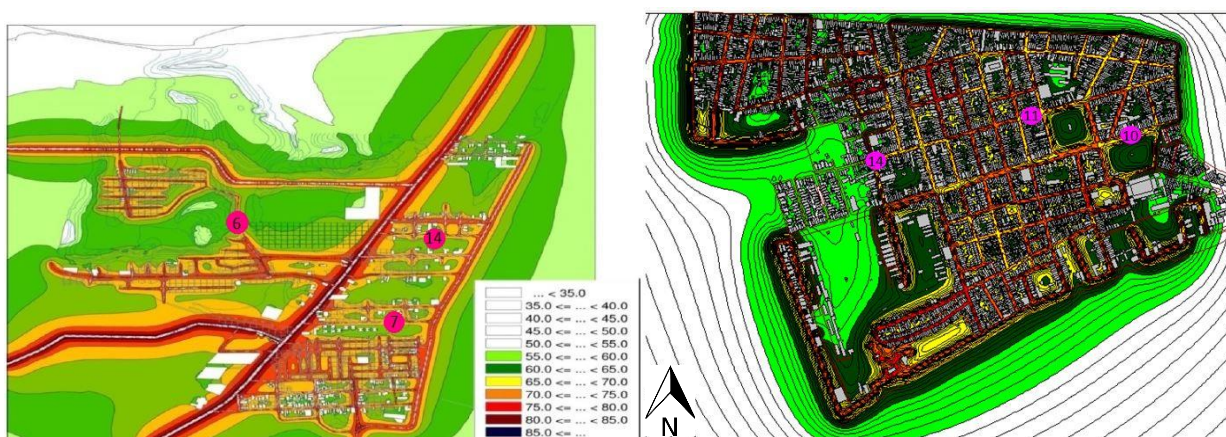 6
14
7
... < 35.0
35.0 <= ... < 40.0
40.0 <= ... < 45.0
45.0 <= ... < 50.0
50.0 <= ... < 55.0
55.0 <= ... < 60.0
60.0 <= ... < 65.0
65.0 <= ... < 70.0
70.0 <= ... < 75.0
75.0 <= ... < 80.0
80.0 <= ... < 85.0
85.0 <= ...
11
10
14
N